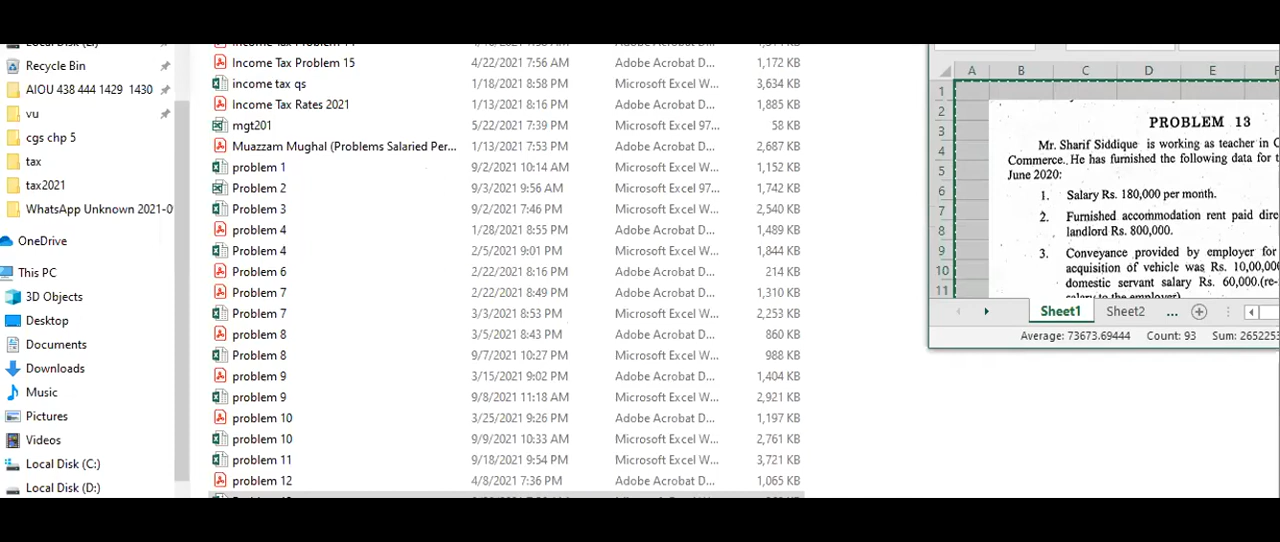 Income Tax Problem 15 4/22/2021 7:56 AM Adobe Acrobat D... 1,172 KB
Recycle Bin
income tax qs 1/18/2021 8:58 PM Microsoft Excel W... 3,634 KB
AIOU 438 444 1429 1430
Income Tax Rates 2021 1/13/2021 8:16 PM Adobe Acrobat D... 1,885 KB
vu
mgt201 5/22/2021 7:39 PM Microsoft Excel 97... 58 KB
cgs chp 5
Muazzam Mughal (Problems Salaried Per... 1/13/2021 7:53 PM Adobe Acrobat D... 2,687 KB
tax
problem 1 9/2/2021 10:14 AM Microsoft Excel W... 1,152 KB
tax2021
Problem 2 9/3/2021 9:56 AM Microsoft Excel 97... 1,742 KB
WhatsApp Unknown 2021-0
Problem 3 9/2/2021 7:46 PM Microsoft Excel W... 2,540 KB
problem 4 1/28/2021 8:55 PM Adobe Acrobat D... 1,489 KB
OneDrive
Problem 4 2/5/2021 9:01 PM Microsoft Excel W... 1,844 KB
This PC
Problem 6 2/22/2021 8:16 PM Adobe Acrobat D... 214 KB
3D Objects
Problem 7 2/22/2021 8:49 PM Adobe Acrobat D... 1,310 KB
Desktop
Problem 7 3/3/2021 8:53 PM Microsoft Excel W... 2,253 KB
problem 8 3/5/2021 8:43 PM Adobe Acrobat D... 860 KB
Documents
Problem 8 9/7/2021 10:27 PM Microsoft Excel W... 988 KB
Downloads
problem 9 3/15/2021 9:02 PM Adobe Acrobat D... 1,404 KB
Music
problem 9 9/8/2021 11:18 AM Microsoft Excel W... 2,921 KB
Pictures
problem 10 3/25/2021 9:26 PM Adobe Acrobat D... 1,197 KB
Videos
problem 10 9/9/2021 10:33 AM Microsoft Excel W... 2,761 KB
Local Disk (C:)
problem 11 9/18/2021 9:54 PM Microsoft Excel W... 3,721 KB
Local Disk (D:)
problem 12 4/8/2021 7:36 PM Adobe Acrobat D... 1,065 KB
A B C D E F
1
2
3
4
5
6
7
8
9
10
11
PROBLEM 13
Mr. Sharif Siddique is working as teacher in
Commerce. He has furnished the following data for
June 2020:
1. Salary Rs. 180,000 per month.
2. Furnished accommodation rent paid
landlord Rs. 800,000.
3. Conveyance provided by employer for
acquisition of vehicle was Rs. 10,00,00
domestic servant salary Rs. 60,000.(re-
salary to the employer)
Sheet1 Sheet2 ...
Average: 73673.69444 Count: 93 Sum: 2652253